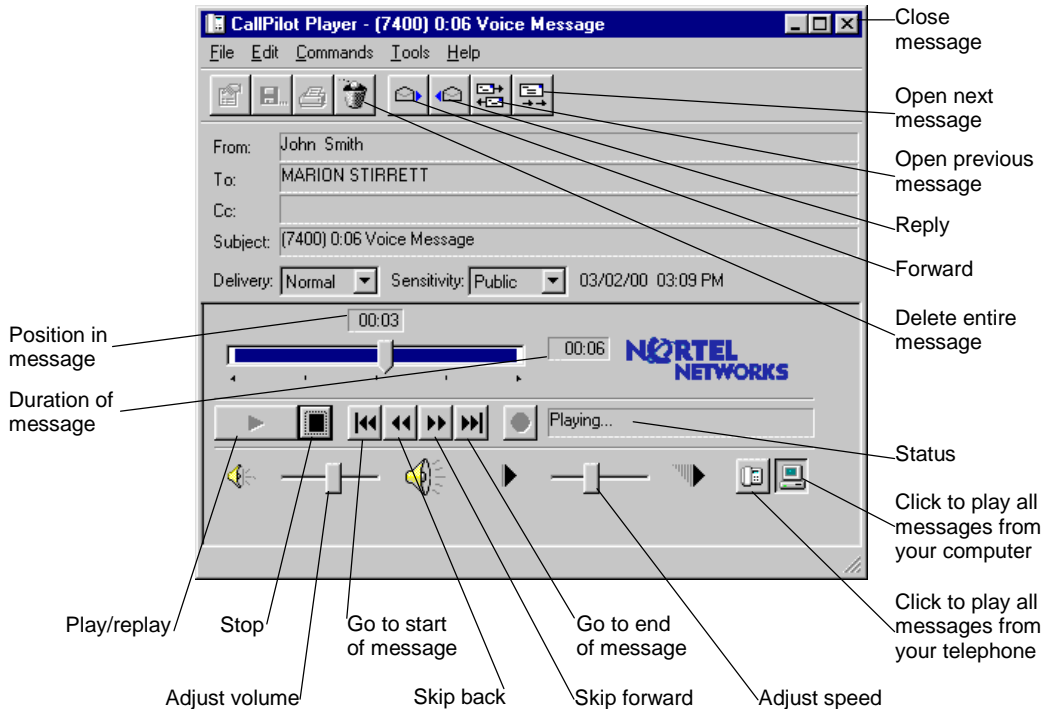 CallPilot Player - (7400) 0:06 Voice Message
Close
message
File Edit Commands Tools Help
Open next
message
Open previous
message
From: John Smith
To: MARION STIRRETT
Cc:
Subject: (7400) 0:06 Voice Message
Reply
Delivery: Normal Sensitivity: Public 03/02/00 03:09 PM
Forward
Delete entire
message
Position in
message
00:03
00:06
NORTEL
NETWORKS
Duration of
message
Playing...
Status
Click to play all
messages from
your computer
Click to play all
messages from
your telephone
Play/replay
Stop
Go to start
of message
Go to end
of message
Adjust volume
Skip back
Skip forward
Adjust speed